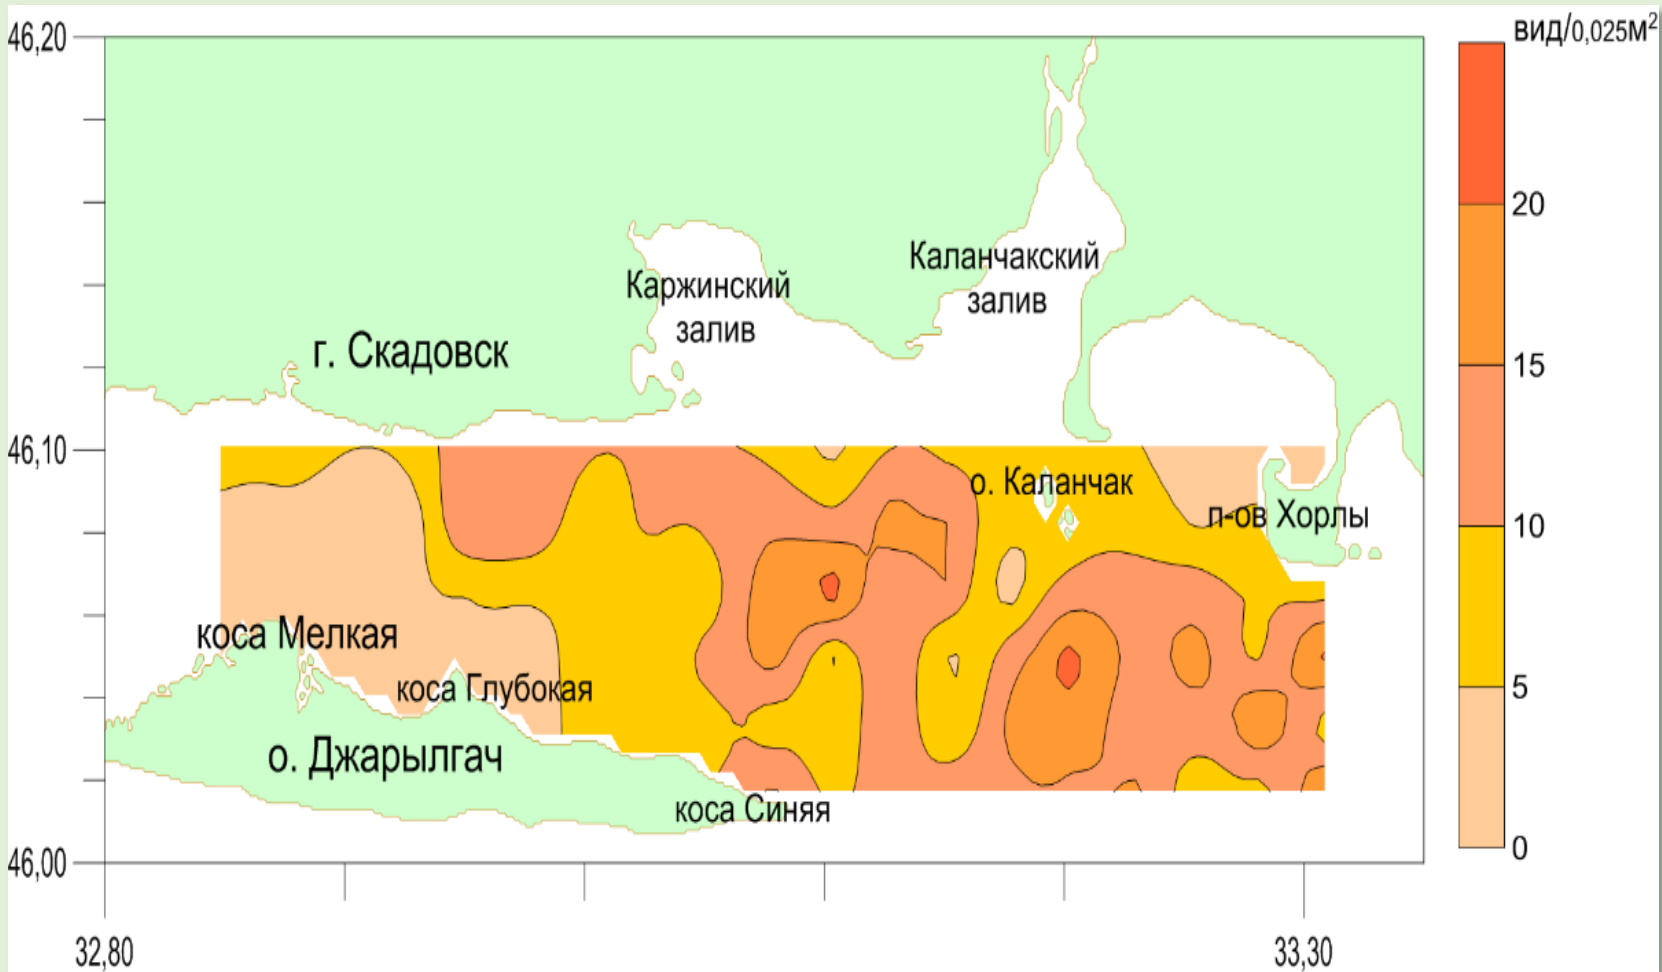 46,20
вид/0,025м²
20
Каланчакский
залив
Каржинский
залив
г. Скадовск
15
46,10
о. Каланчак
п-ов Хорлы
10
коса Мелкая
коса Глубокая
5
о. Джарылгач
коса Синяя
46,00
0
32,80
33,30